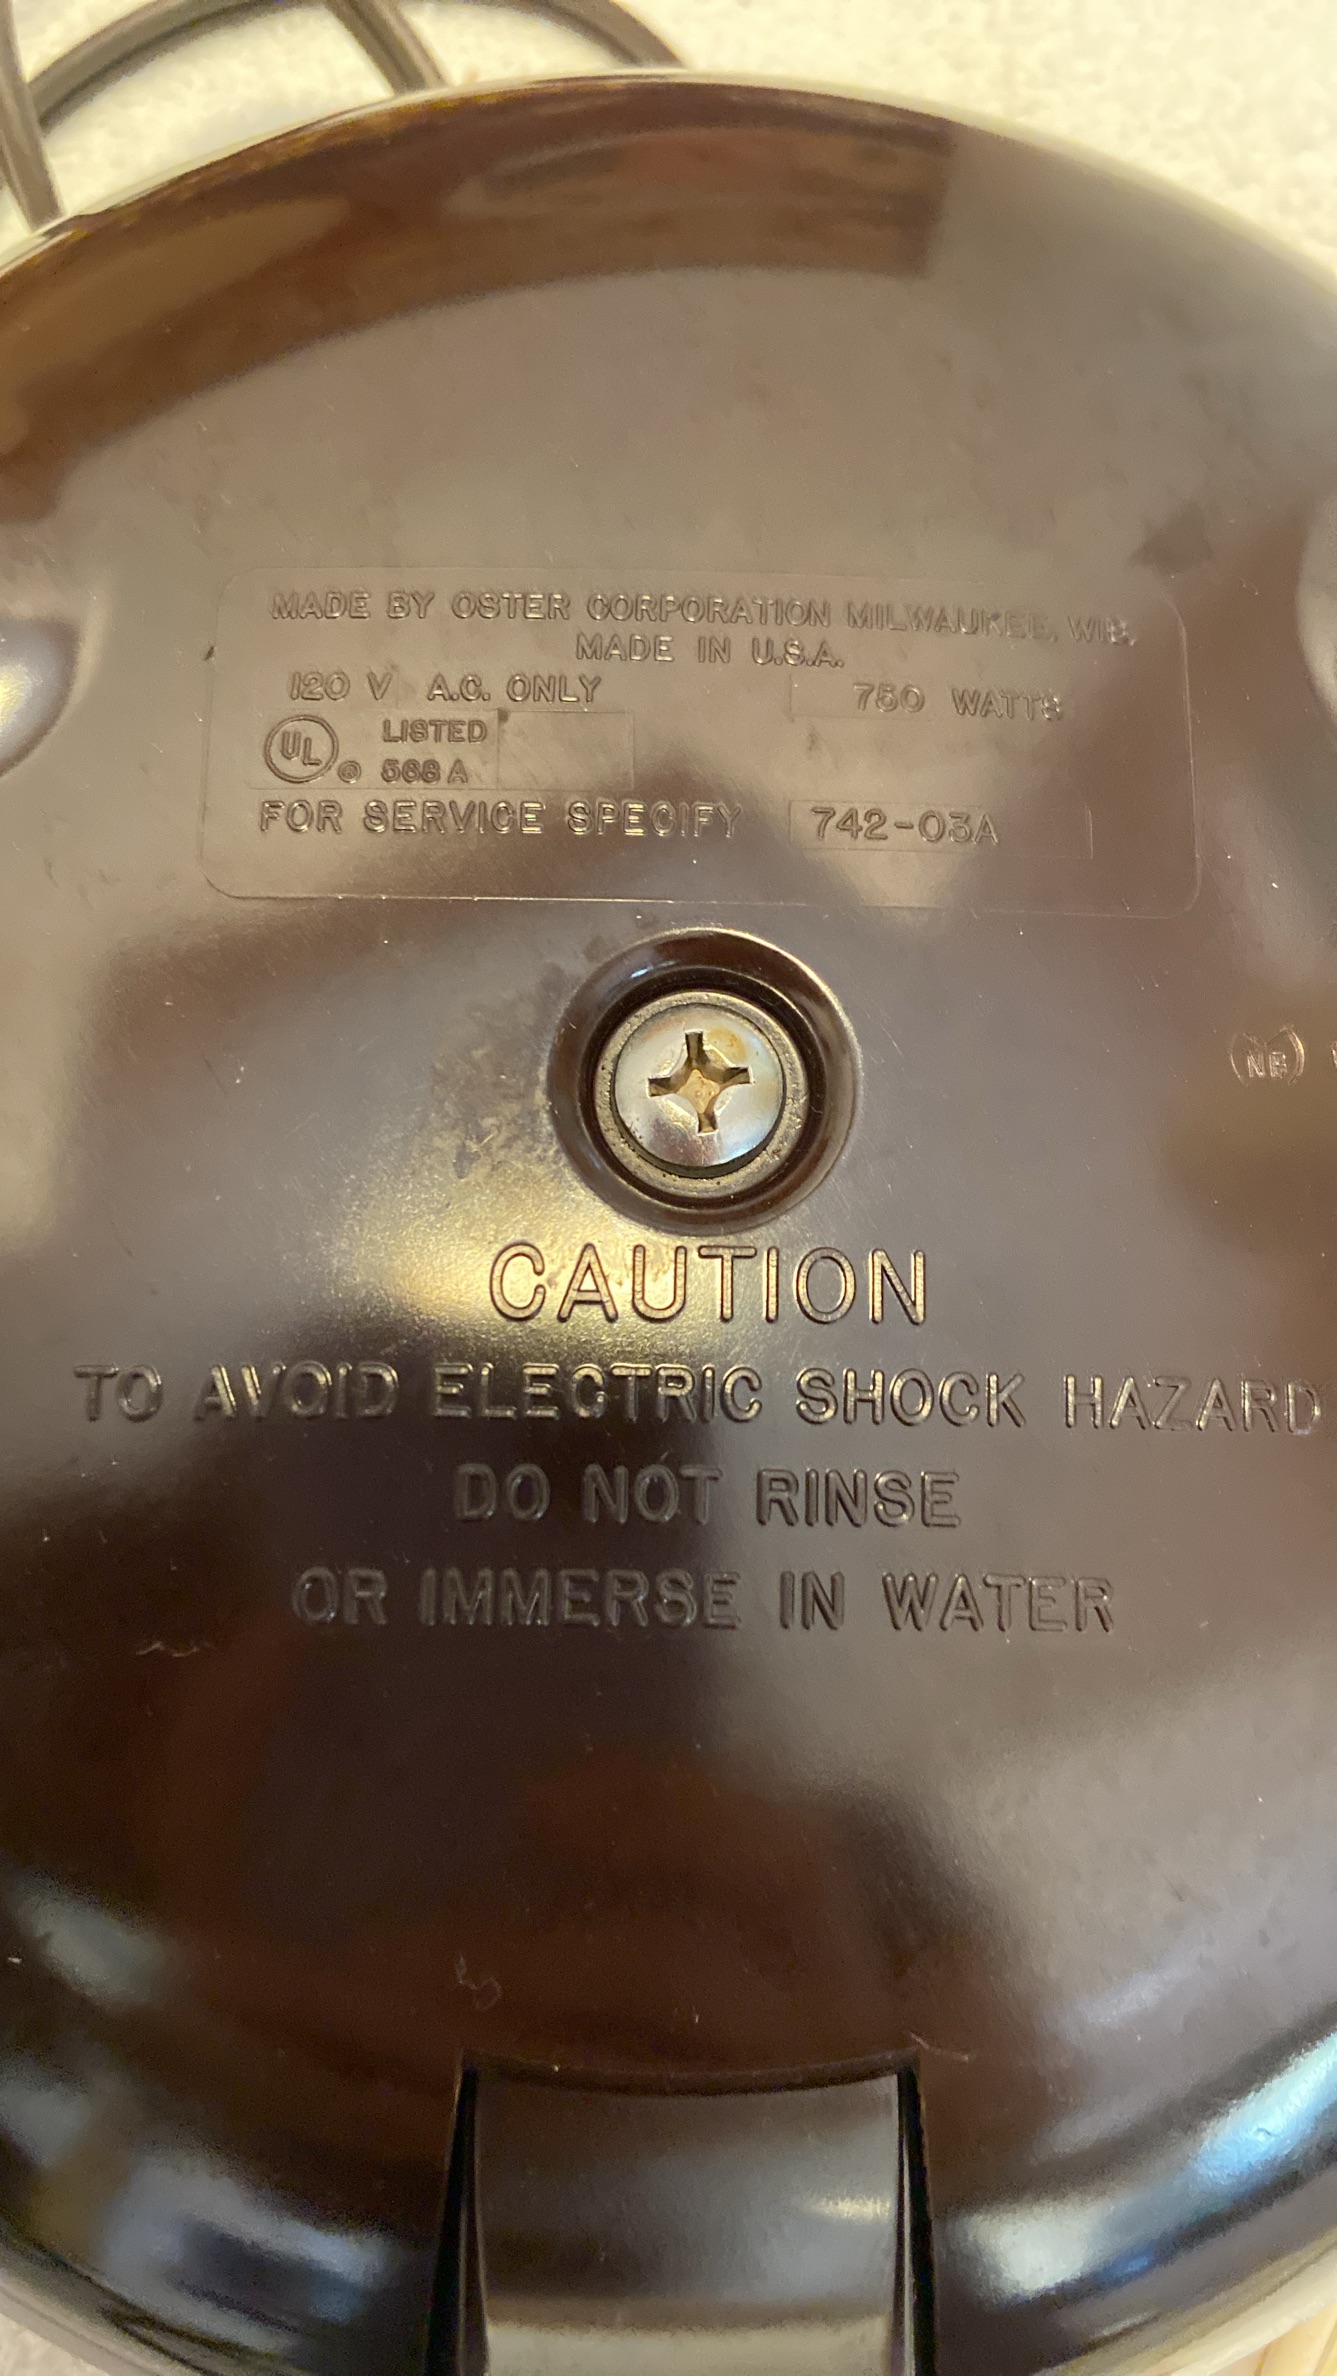 MADE BY OSTER CORPORATION MILWAUKEE, WIS.
MADE IN U.S.A.
120 V A.C. ONLY 750 WATTS
UL® LISTED
568A
FOR SERVICE SPECIFY 742-03A
CAUTION
TO AVOID ELECTRIC SHOCK HAZARD
DO NOT RINSE
OR IMMERSE IN WATER